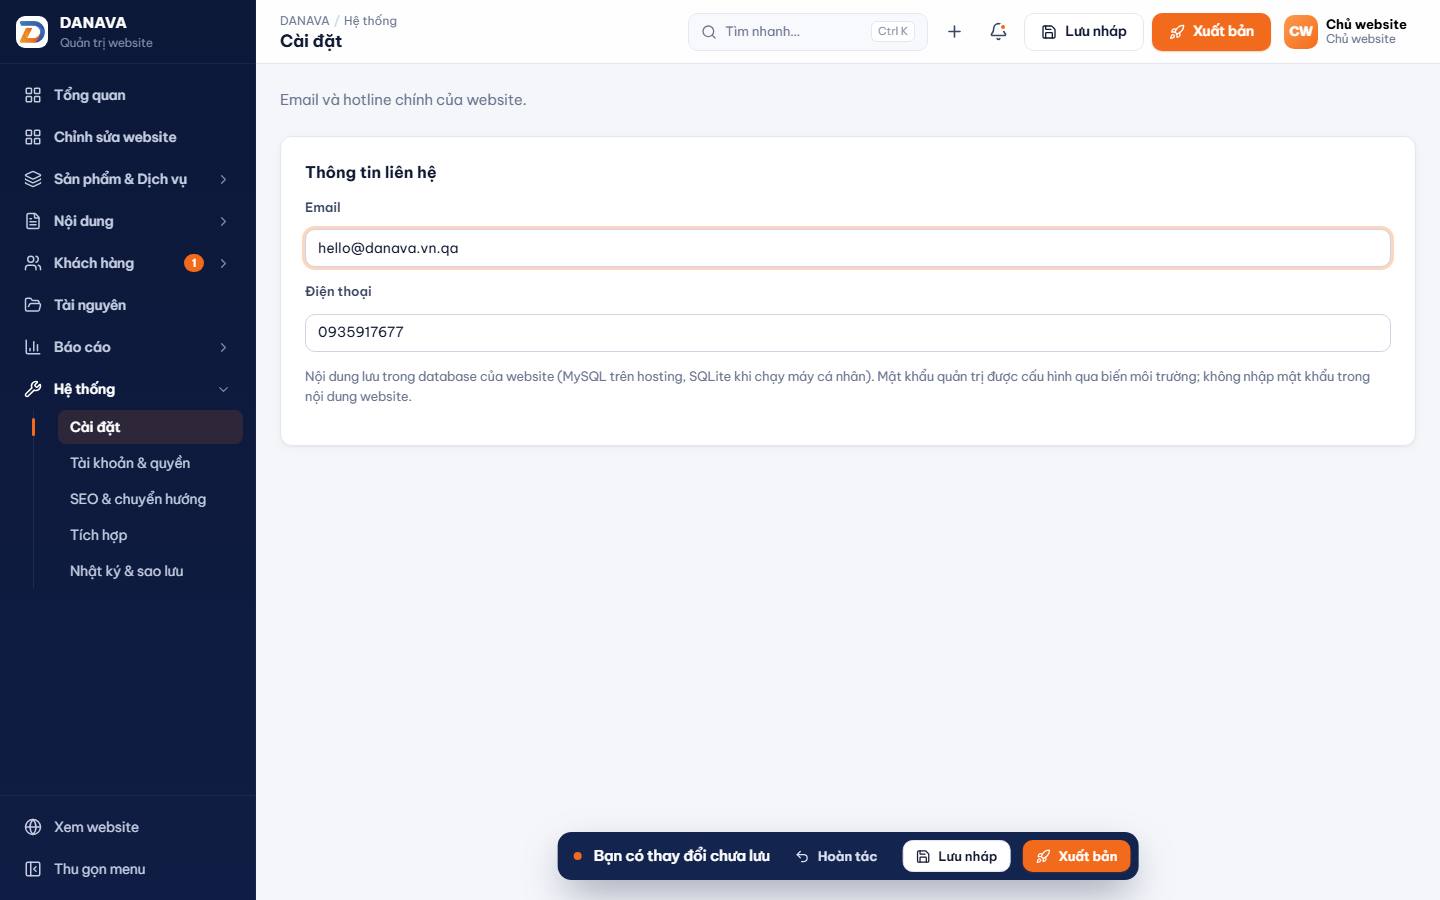 DANAVA
Quản trị website
Tổng quan
Chỉnh sửa website
Sản phẩm & Dịch vụ
Nội dung
Khách hàng 1
Tài nguyên
Báo cáo
Hệ thống
Cài đặt
Tài khoản & quyền
SEO & chuyển hướng
Tích hợp
Nhật ký & sao lưu
Xem website
Thu gọn menu
DANAVA / Hệ thống
Cài đặt
Tìm nhanh... Ctrl K
Lưu nháp
Xuất bản
CW
Chủ website
Chủ website
Email và hotline chính của website.
Thông tin liên hệ
Email
hello@danava.vn.qa
Điện thoại
0935917677
Nội dung lưu trong database của website (MySQL trên hosting, SQLite khi chạy máy cá nhân). Mật khẩu quản trị được cấu hình qua biến môi trường; không nhập mật khẩu trong
nội dung website.
Bạn có thay đổi chưa lưu Hoàn tác Lưu nháp Xuất bản